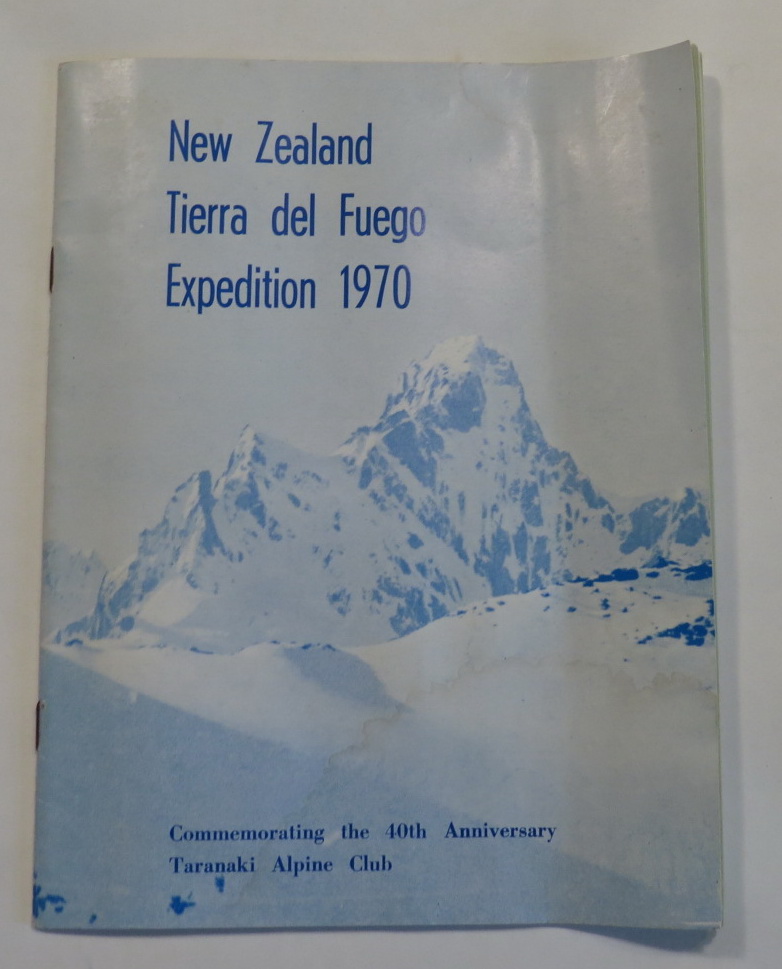 New Zealand
Tierra del Fuego
Expedition 1970
Commemorating the 40th Anniversary
Taranaki Alpine Club